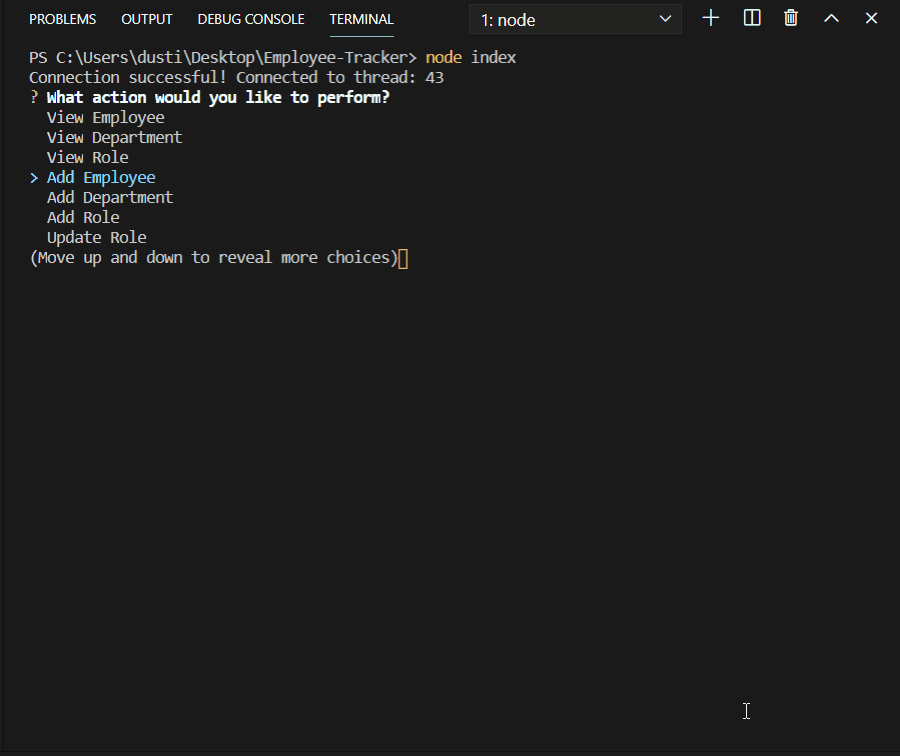 PROBLEMS OUTPUT DEBUG CONSOLE TERMINAL 1: node
PS C:\Users\dusti\Desktop\Employee-Tracker> node index
Connection successful! Connected to thread: 43
? What action would you like to perform?
View Employee
View Department
View Role
> Add Employee
Add Department
Add Role
Update Role
(Move up and down to reveal more choices)